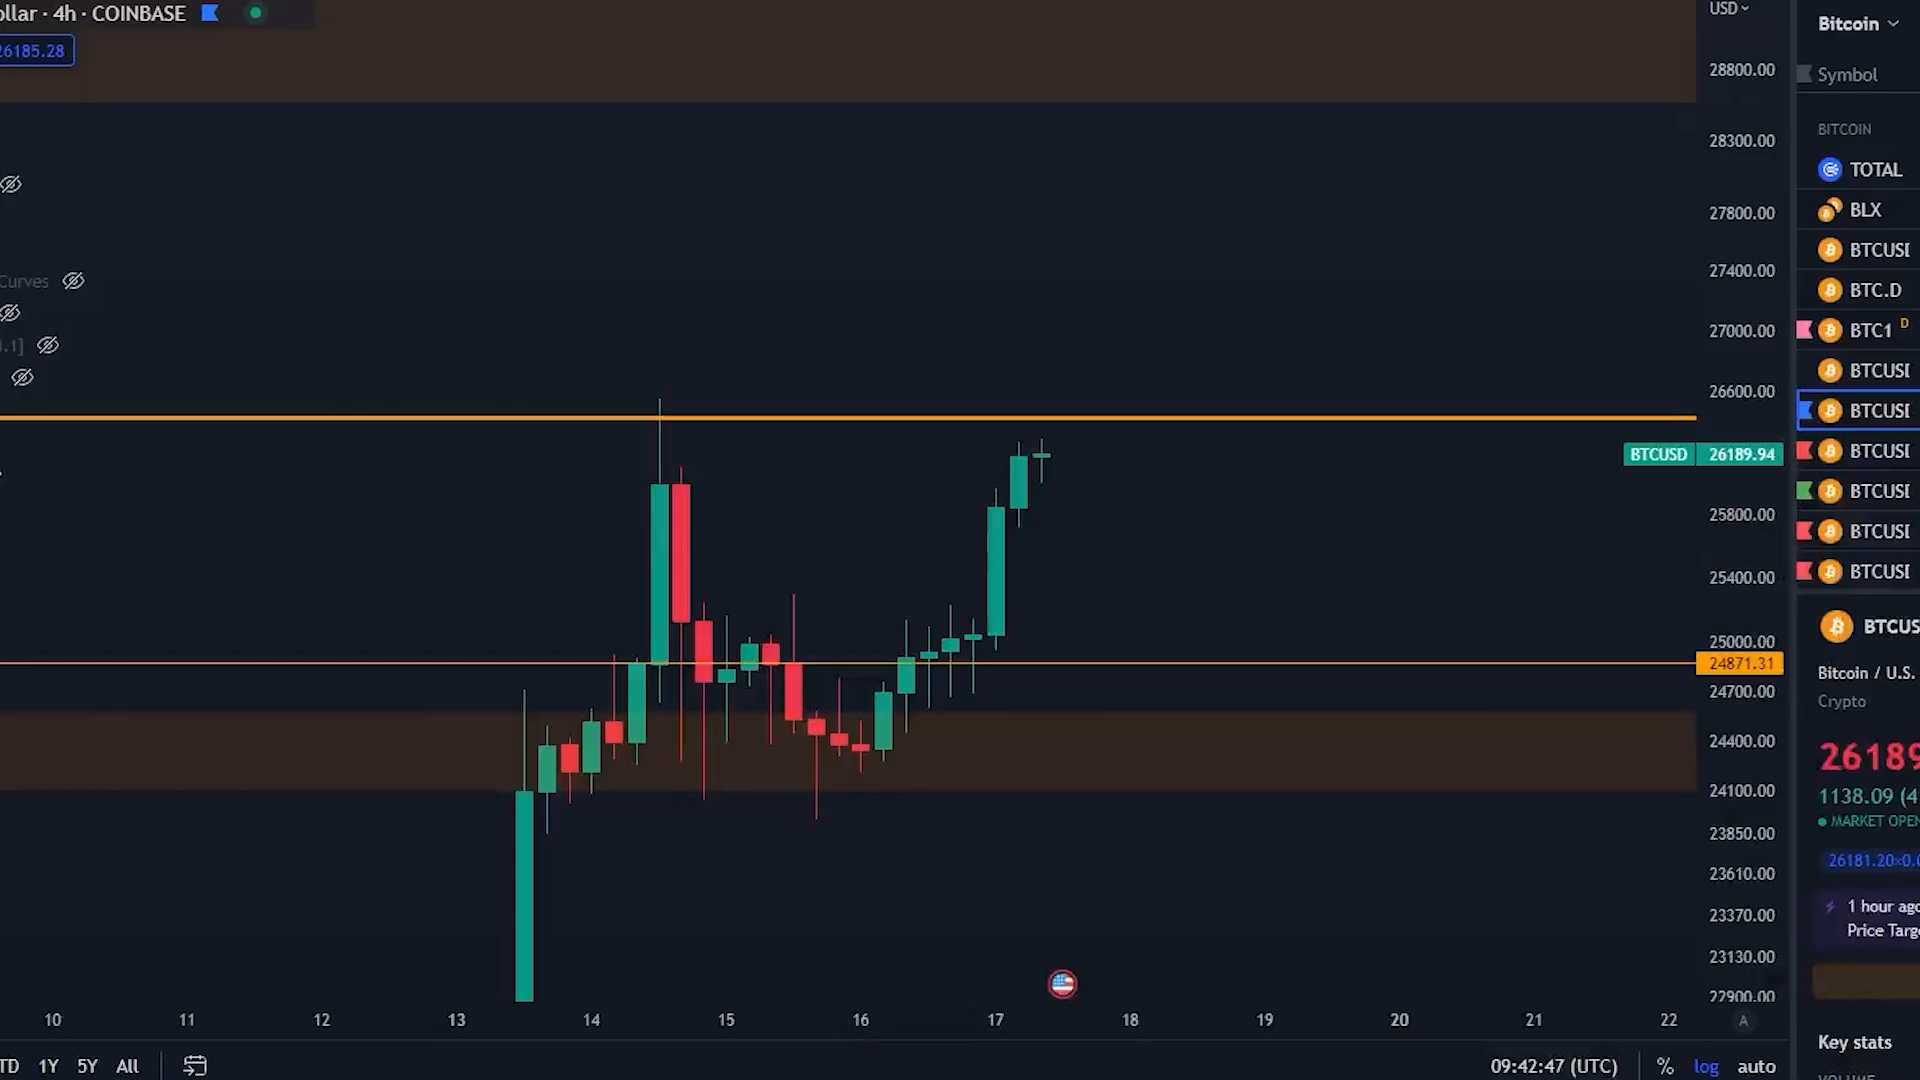 ollar · 4h · COINBASE
26185.28
Curves
.1]
USD
28800.00
28300.00
27800.00
27400.00
27000.00
26600.00
BTCUSD 26189.94
25800.00
25400.00
25000.00
24871.31
24700.00
24400.00
24100.00
23850.00
23610.00
23370.00
23130.00
22900.00
10 11 12 13 14 15 16 17 18 19 20 21 22 A
TD 1Y 5Y All
09:42:47 (UTC) % log auto
Bitcoin
Symbol
BITCOIN
TOTAL
BLX
BTCUSI
BTC.D
BTC1 D
BTCUSI
BTCUSI
BTCUSI
BTCUSI
BTCUSI
BTCUSI
BTCUS
Bitcoin / U.S.
Crypto
26189
1138.09 (4
MARKET OPEN
26181.20×0.0
1 hour ago
Price Targ
Key stats